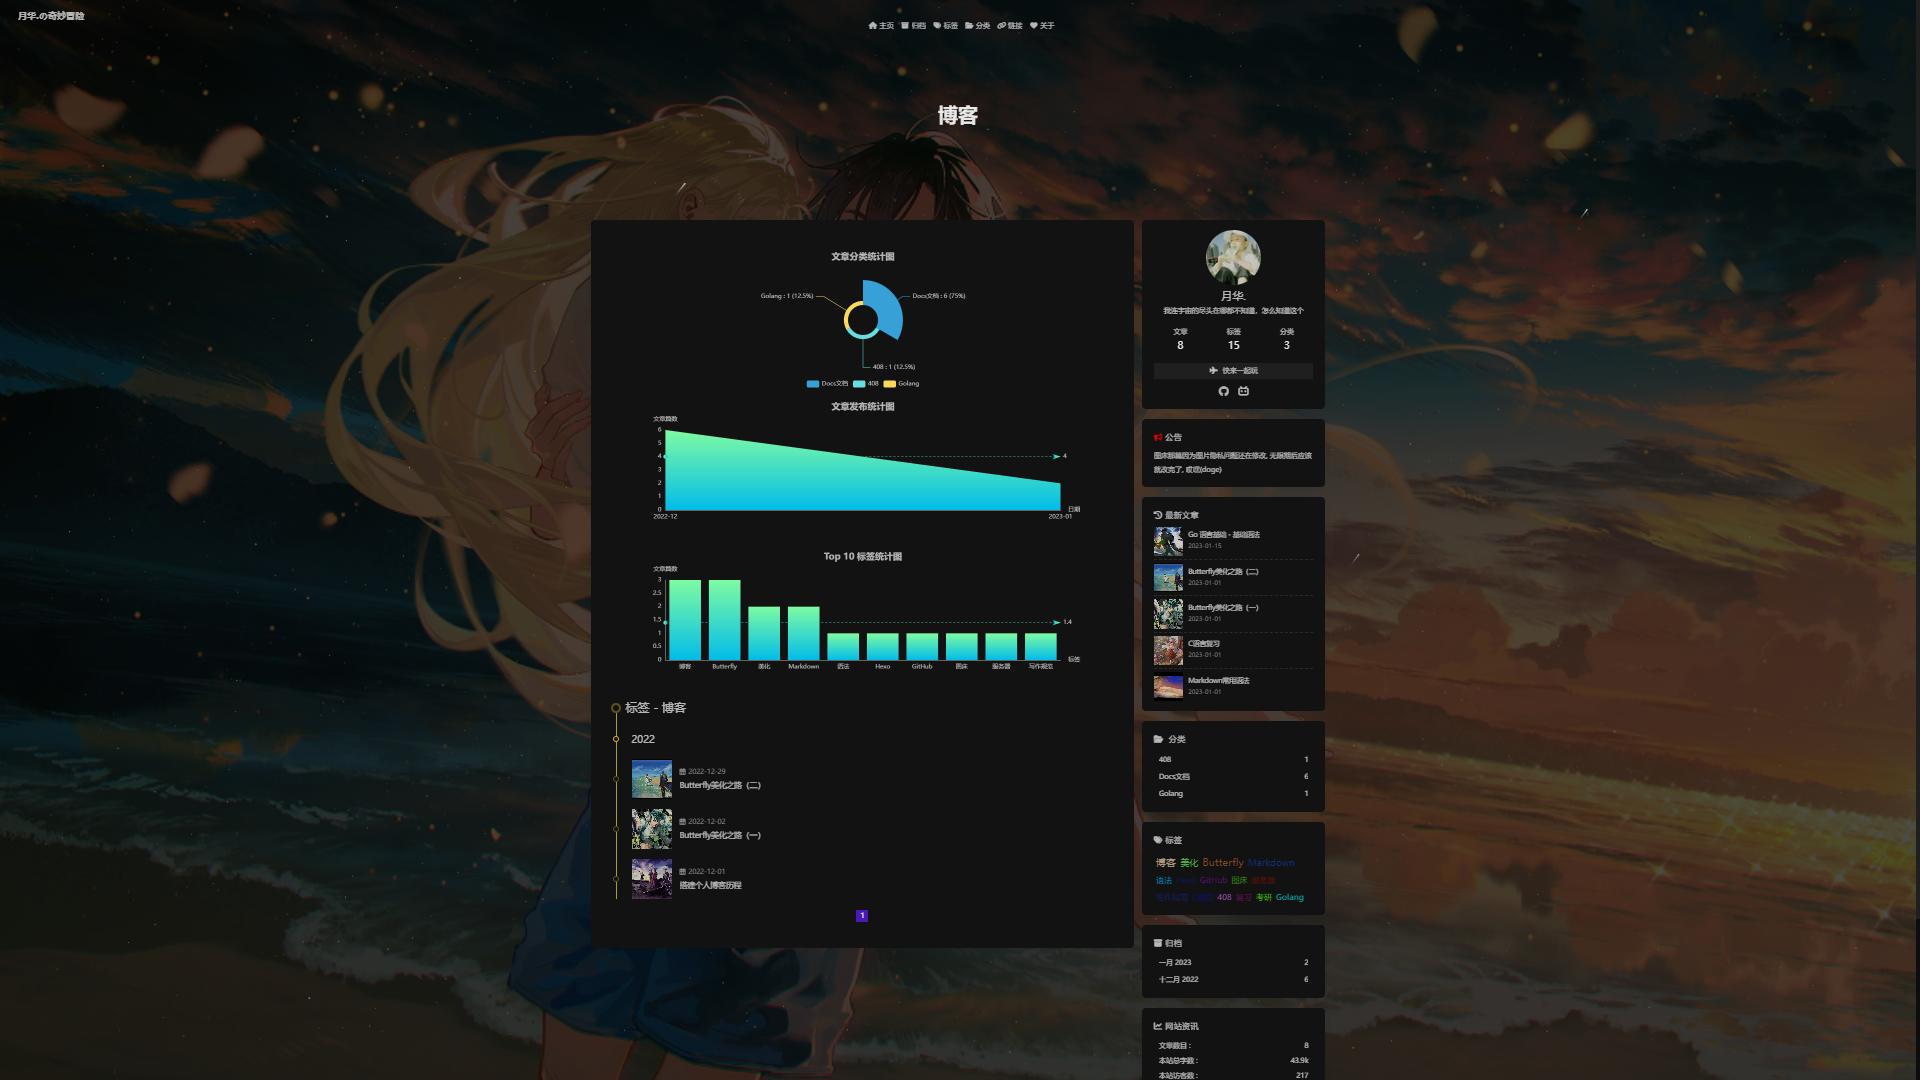 月华.の奇妙冒险
主页 归档 标签 分类 链接 关于
博客
文章分类统计图
Golang : 1 (12.5%)
Docs文档 : 6 (75%)
408 : 1 (12.5%)
Docs文档 408 Golang
文章发布统计图
文章篇数
6
5
4
4
3
2
1
0
日期
2022-12
2023-01
Top 10 标签统计图
文章篇数
3
2.5
2
1.5
1.4
1
0.5
0
标签
博客 Butterfly 美化 Markdown 语法 Hexo GitHub 图床 服务器 写作规范
标签 - 博客
2022
2022-12-29
Butterfly美化之路（二）
2022-12-02
Butterfly美化之路（一）
2022-12-01
搭建个人博客历程
1
月华.
我连宇宙的尽头在哪都不知道，怎么知道这个
文章 标签 分类
8 15 3
快来一起玩
公告
图床那篇因为图片隐私问题还在修改, 无限期后应该
就改完了, 哎嘿(doge)
最新文章
Go 语言基础 - 基础语法
2023-01-15
Butterfly美化之路（二）
2023-01-01
Butterfly美化之路（一）
2023-01-01
C语言复习
2023-01-01
Markdown常用语法
2023-01-01
分类
408 1
Docs文档 6
Golang 1
标签
博客 美化 Butterfly Markdown
语法 GitHub 图床 服务器
写作规范 408 复习 考研 Golang
归档
一月 2023 2
十二月 2022 6
网站资讯
文章数目 : 8
本站总字数 : 43.9k
本站访客数 : 217